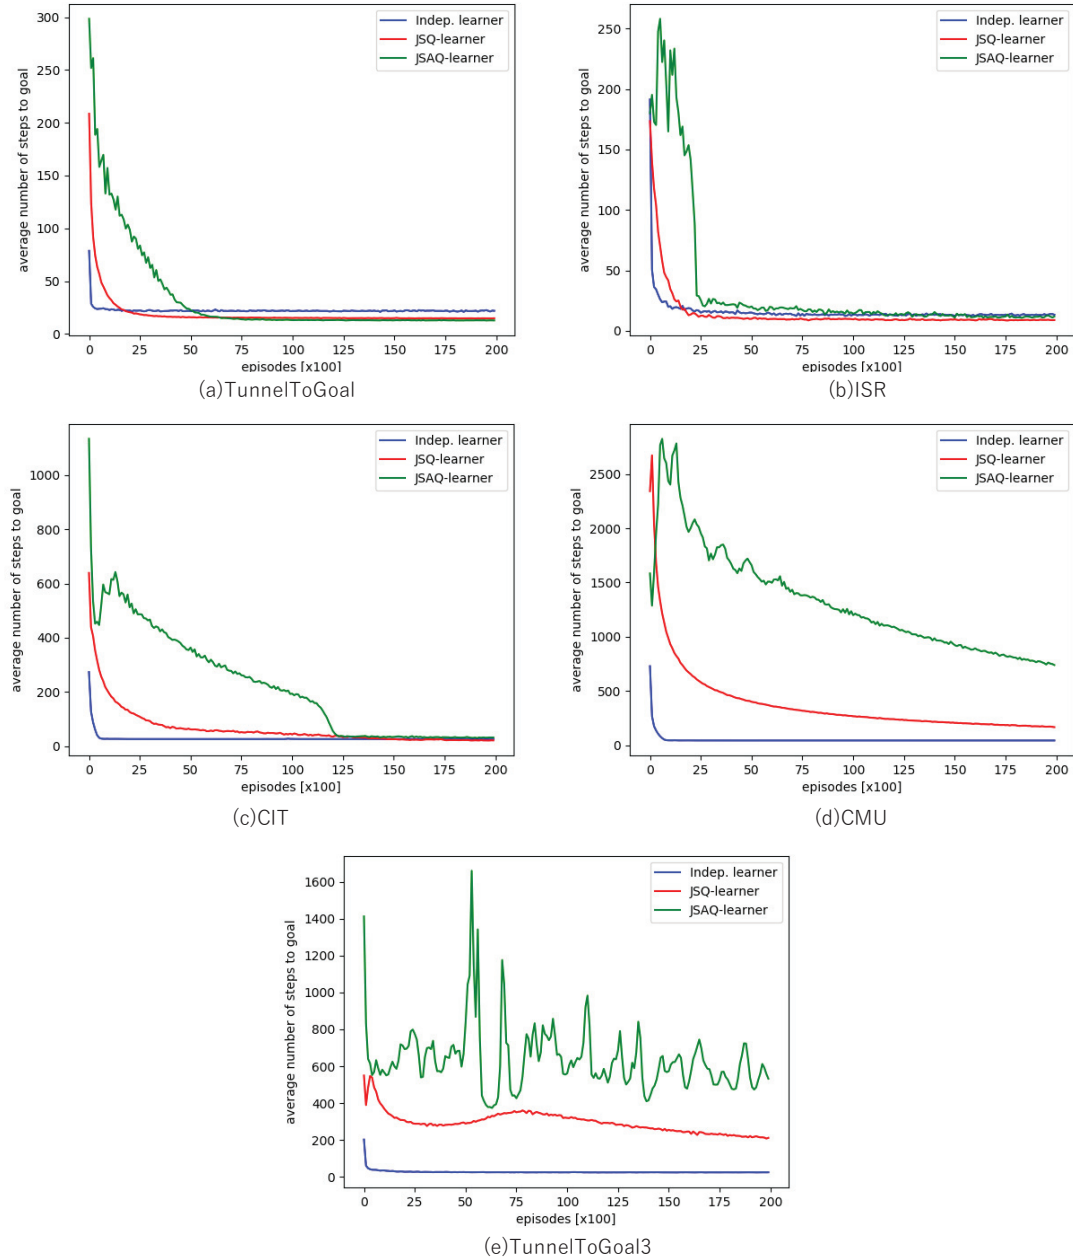 300
250
200
150
100
50
0
average number of steps to goal
Indep. learner
JSQ-learner
JSAQ-learner
0 25 50 75 100 125 150 175 200
episodes [x100]
(a)TunnelToGoal
250
200
150
100
50
0
average number of steps to goal
Indep. learner
JSQ-learner
JSAQ-learner
0 25 50 75 100 125 150 175 200
episodes [x100]
(b)ISR
1000
800
600
400
200
0
average number of steps to goal
Indep. learner
JSQ-learner
JSAQ-learner
0 25 50 75 100 125 150 175 200
episodes [x100]
(c)CIT
2500
2000
1500
1000
500
0
average number of steps to goal
Indep. learner
JSQ-learner
JSAQ-learner
0 25 50 75 100 125 150 175 200
episodes [x100]
(d)CMU
1600
1400
1200
1000
800
600
400
200
0
average number of steps to goal
Indep. learner
JSQ-learner
JSAQ-learner
0 25 50 75 100 125 150 175 200
episodes [x100]
(e)TunnelToGoal3